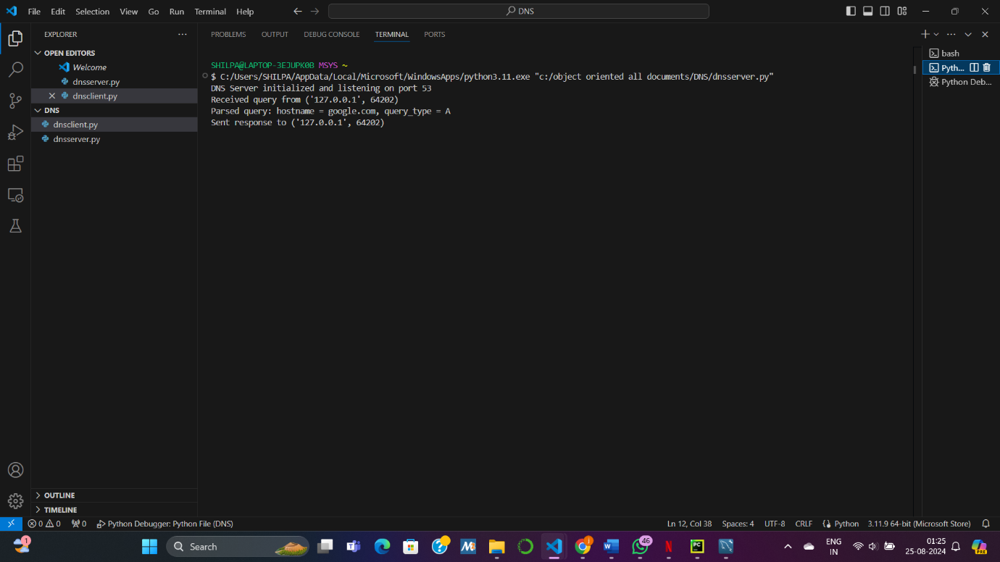 File Edit Selection View Go Run Terminal Help
DNS
EXPLORER
OPEN EDITORS
Welcome
dnsserver.py
dnsclient.py
DNS
dnsclient.py
dnsserver.py
OUTLINE
TIMELINE
PROBLEMS OUTPUT DEBUG CONSOLE TERMINAL PORTS
SHILPA@LAPTOP-3EJUPK0B MSYS ~
$ C:/Users/SHILPA/AppData/Local/Microsoft/WindowsApps/python3.11.exe "c:/object oriented all documents/DNS/dnsserver.py"
DNS Server initialized and listening on port 53
Received query from ('127.0.0.1', 64202)
Parsed query: hostname = google.com, query_type = A
Sent response to ('127.0.0.1', 64202)
bash
Pyth...
Python Deb...
0 0 0 Python Debugger: Python File (DNS)
Ln 12, Col 38 Spaces: 4 UTF-8 CRLF Python 3.11.9 64-bit (Microsoft Store)
1
Search
46
N
PC
PRE
ENG
IN
01:25
25-08-2024